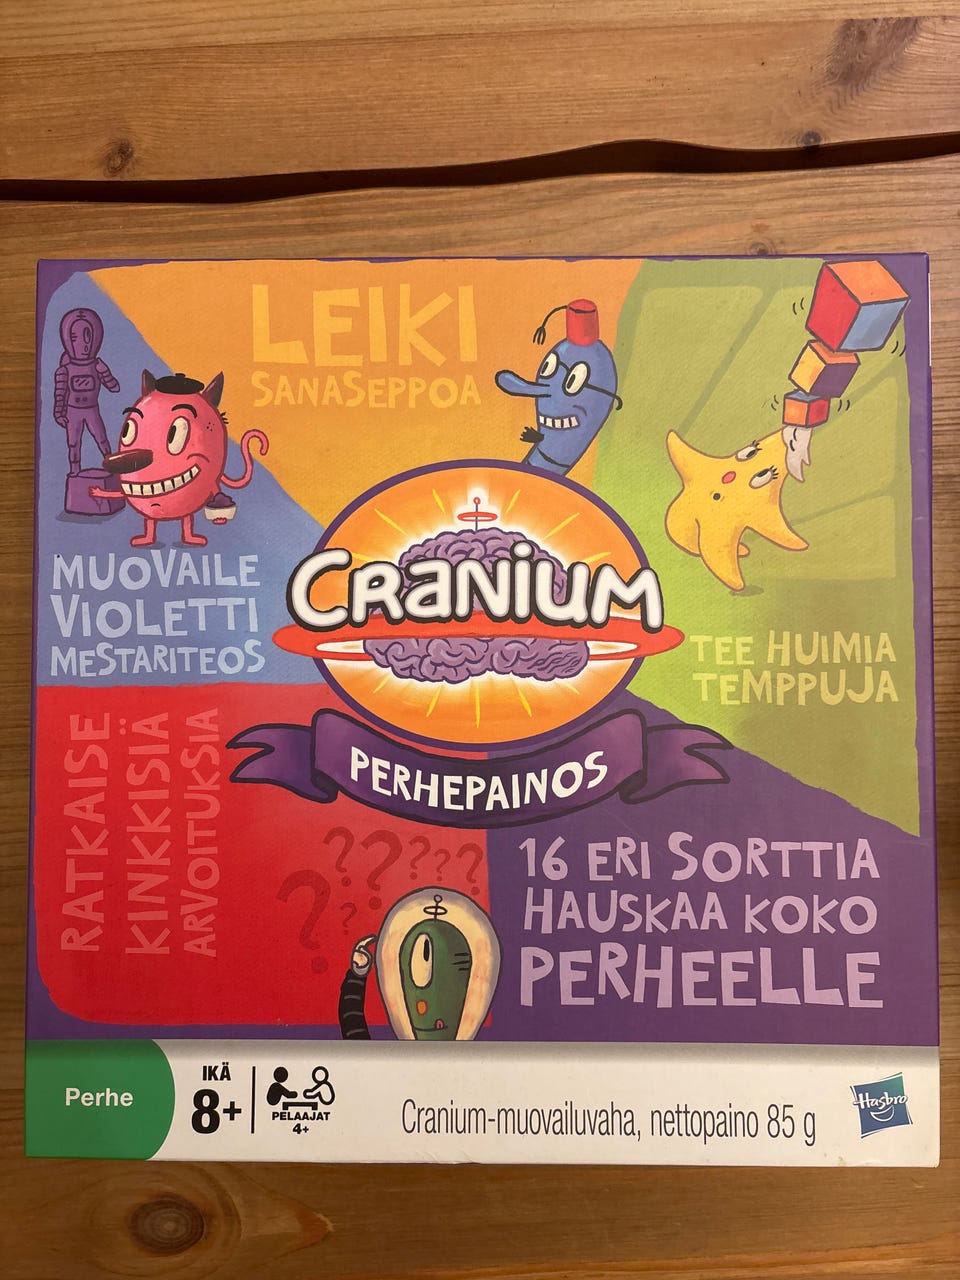 LEIKI
SANASEPPOA
MUOVAILE
VIOLETTI
MESTARITEOS
CRANIUM
PERHEPAINOS
TEE HUIMIA
TEMPPUJA
RATKAISE
KINKKISIÄ
ARVOITUKSIA
? ? ? ? ? ? ?
16 ERI SORTTIA
HAUSKAA KOKO
PERHEELLE
Perhe
IKÄ
8+
PELAAJAT
4+
Cranium-muovailuvaha, nettopaino 85 g
Hasbro